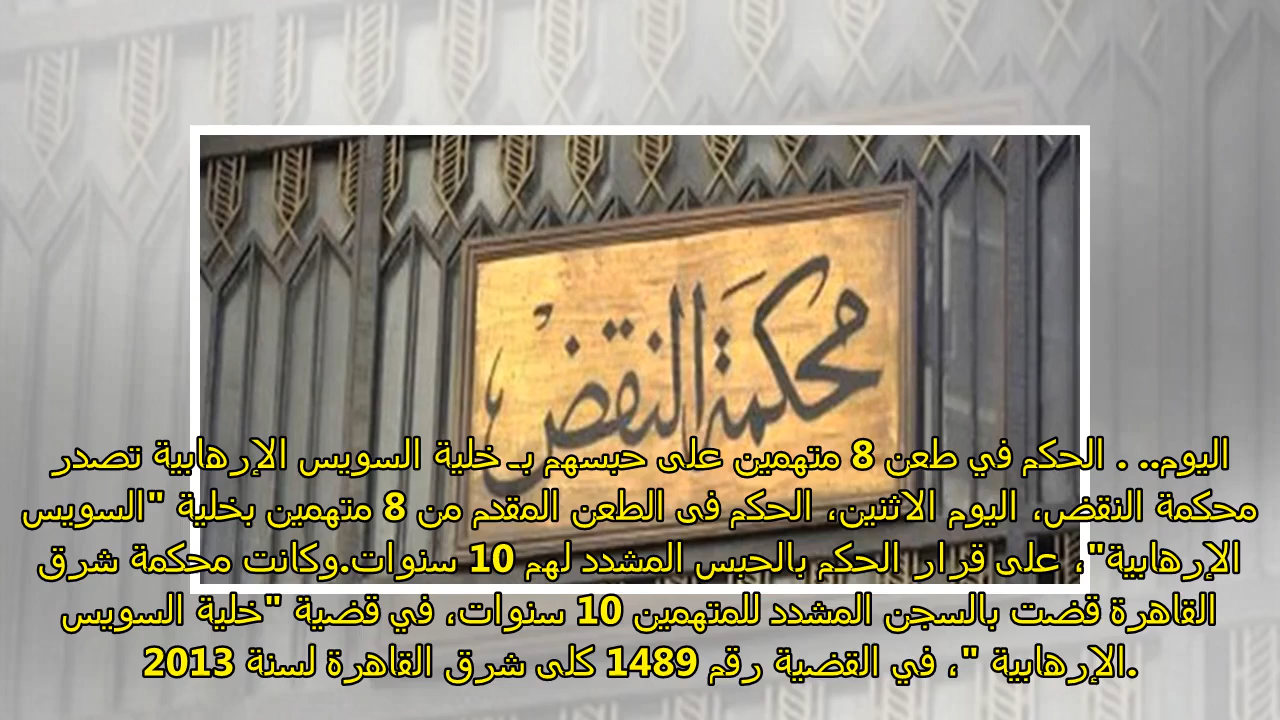 محكمة النقض
اليوم.. . الحكم في طعن 8 متهمين على حبسهم بـ خلية السويس الإرهابية تصدر
محكمة النقض، اليوم الاثنين، الحكم فى الطعن المقدم من 8 متهمين بخلية "السويس
الإرهابية"، على قرار الحكم بالحبس المشدد لهم 10 سنوات.وكانت محكمة شرق
القاهرة قضت بالسجن المشدد للمتهمين 10 سنوات، في قضية "خلية السويس
الإرهابية "، في القضية رقم 1489 كلى شرق القاهرة لسنة 2013.